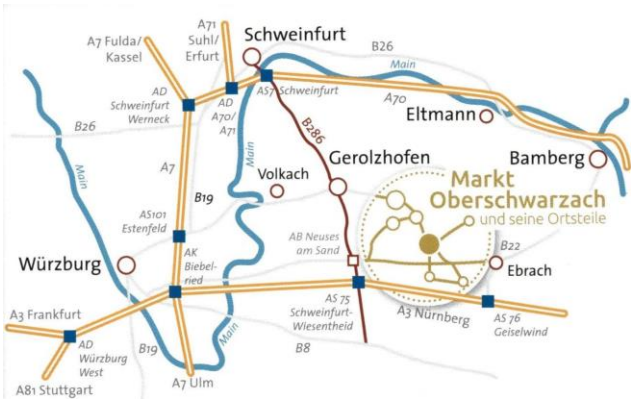 A71
Suhl/
Erfurt
A7 Fulda/
Kassel
Schweinfurt
B26
Main
AD
Schweinfurt
Werneck
AD
A70/
A71
AS7 Schweinfurt
A70
Eltmann
B26
B286
Bamberg
Main
A7
Main
Gerolzhofen
Volkach
B19
Markt
Oberschwarzach
und seine Ortsteile
AS101
Estenfeld
AB Neuses
am Sand
B22
Würzburg
AK
Biebel-
ried
Ebrach
A3 Frankfurt
AS 75
Schweinfurt-
Wiesentheid
A3 Nürnberg
AS 76
Geiselwind
Main
AD
Würzburg
West
B19
B8
A81 Stuttgart
A7 Ulm